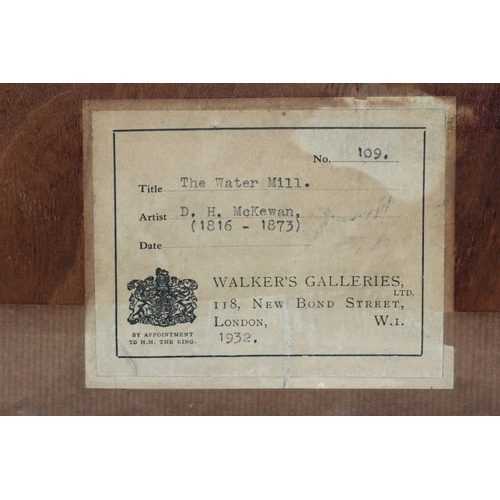 No. 109.
Title The Water Mill.
Artist D. H. McKewan,
(1816 - 1873)
Date
WALKER'S GALLERIES,
LTD.
118, NEW BOND STREET,
LONDON, W.1.
1932.
BY APPOINTMENT
TO H.M. THE KING.